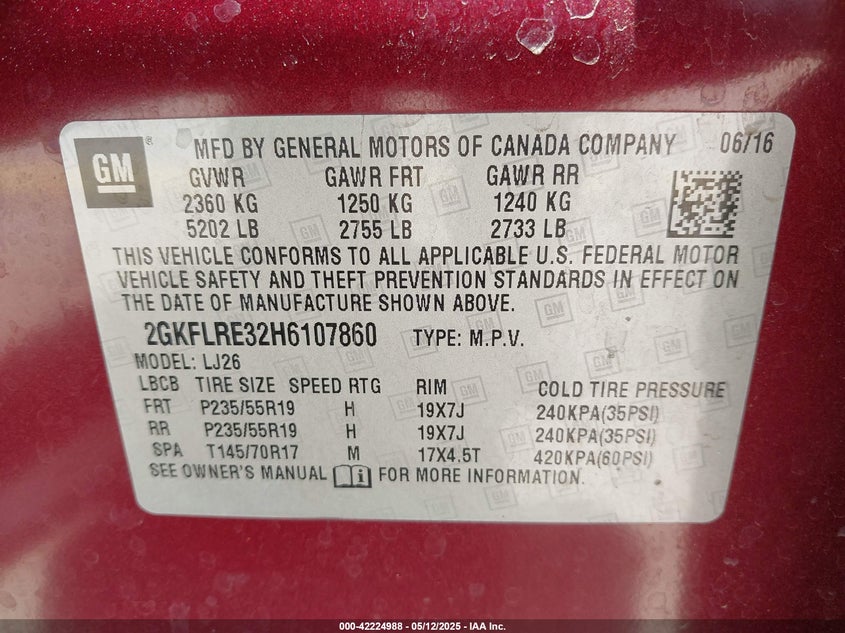 GM ® MFD BY GENERAL MOTORS OF CANADA COMPANY 06/16
GVWR GAWR FRT GAWR RR
2360 KG 1250 KG 1240 KG
5202 LB 2755 LB 2733 LB
THIS VEHICLE CONFORMS TO ALL APPLICABLE U.S. FEDERAL MOTOR
VEHICLE SAFETY AND THEFT PREVENTION STANDARDS IN EFFECT ON
THE DATE OF MANUFACTURE SHOWN ABOVE.
2GKFLRE32H6107860 TYPE: M.P.V.
MODEL: LJ26
LBCB TIRE SIZE SPEED RTG RIM COLD TIRE PRESSURE
FRT P235/55R19 H 19X7J 240KPA(35PSI)
RR P235/55R19 H 19X7J 240KPA(35PSI)
SPA T145/70R17 M 17X4.5T 420KPA(60PSI)
SEE OWNER'S MANUAL FOR MORE INFORMATION.
000-42224988 - 05/12/2025 - IAA Inc.